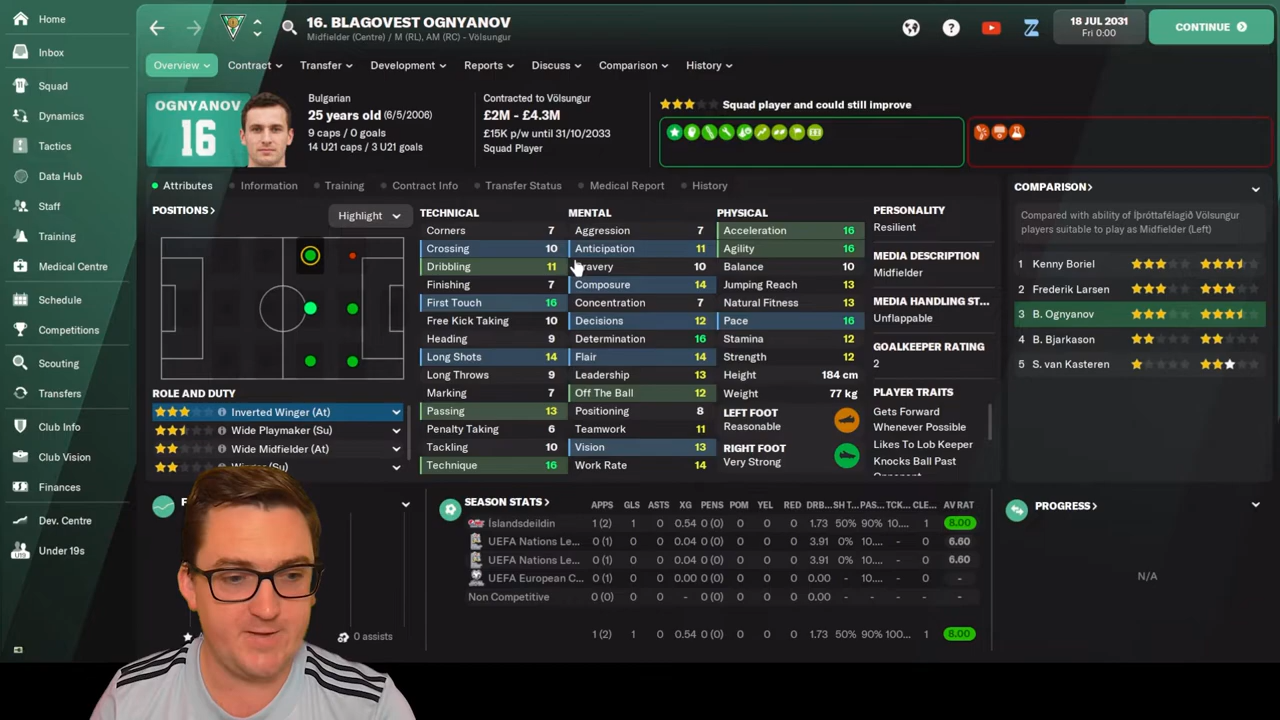 Home
Inbox
Squad
Dynamics
Tactics
Data Hub
Staff
Training
Medical Centre
Schedule
Competitions
Scouting
Transfers
Club Info
Club Vision
Finances
Dev. Centre
Under 19s
16. BLAGOVEST OGNYANOV
Midfielder (Centre) / M (RL), AM (RC) - Völsungur
18 JUL 2031
Fri 0:00
CONTINUE
Overview
Contract
Transfer
Development
Reports
Discuss
Comparison
History
OGNYANOV
16
Bulgarian
25 years old (6/5/2006)
9 caps / 0 goals
14 U21 caps / 3 U21 goals
Contracted to Völsungur
£2M - £4.3M
£15K p/w until 31/10/2033
Squad Player
Squad player and could still improve
Attributes
Information
Training
Contract Info
Transfer Status
Medical Report
History
POSITIONS
Highlight
ROLE AND DUTY
Inverted Winger (At)
Wide Playmaker (Su)
Wide Midfielder (At)
TECHNICAL
Corners 7
Crossing 10
Dribbling 11
Finishing 7
First Touch 16
Free Kick Taking 10
Heading 9
Long Shots 14
Long Throws 9
Marking 7
Passing 13
Penalty Taking 6
Tackling 10
Technique 16
MENTAL
Aggression 7
Anticipation 11
Bravery 10
Composure 14
Concentration 7
Decisions 12
Determination 16
Flair 14
Leadership 13
Off The Ball 12
Positioning 8
Teamwork 11
Vision 13
Work Rate 14
PHYSICAL
Acceleration 16
Agility 16
Balance 10
Jumping Reach 13
Natural Fitness 13
Pace 16
Stamina 12
Strength 12
Height 184 cm
Weight 77 kg
LEFT FOOT
Reasonable
RIGHT FOOT
Very Strong
PERSONALITY
Resilient
MEDIA DESCRIPTION
Midfielder
MEDIA HANDLING ST...
Unflappable
GOALKEEPER RATING
2
PLAYER TRAITS
Gets Forward
Whenever Possible
Likes To Lob Keeper
Knocks Ball Past
COMPARISON
Compared with ability of Íþróttafélagið Völsungur
players suitable to play as Midfielder (Left)
1 Kenny Boriel
2 Frederik Larsen
3 B. Ognyanov
4 B. Bjarkason
5 S. van Kasteren
SEASON STATS
APPS GLS ASTS XG PENS POM YEL RED DRB... SH T... PAS... TCK... CLE... AV RAT
Íslandsdeildin 1 (2) 1 0 0.54 0 (0) 0 0 0 1.73 50% 90% 10.... 1 8.00
UEFA Nations Le... 0 (1) 0 0 0.04 0 (0) 0 0 0 3.91 0% 10.... - 0 6.60
UEFA Nations Le... 0 (1) 0 0 0.04 0 (0) 0 0 0 3.91 0% 10.... - 0 6.60
UEFA European C... 0 (1) 0 0 0.00 0 (0) 0 0 0 0.00 - 10.... - 0 -
Non Competitive 0 (0) 0 0 - 0 (0) 0 0 0 0.00 - - - 0 -
1 (2) 1 0 0.54 0 (0) 0 0 0 1.73 50% 90% 100... 1 8.00
0 assists
PROGRESS
N/A